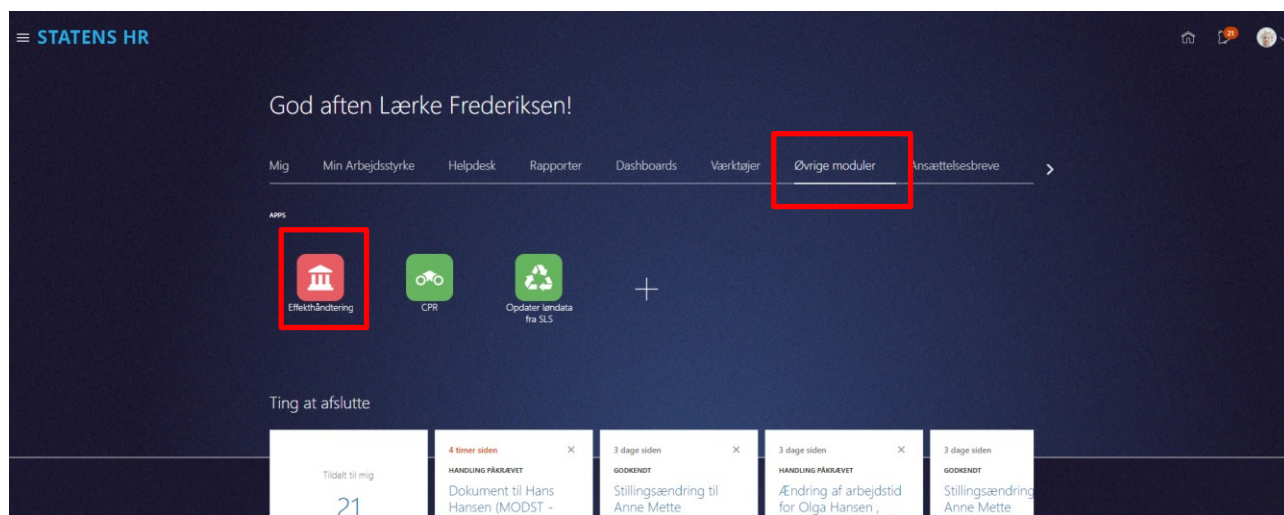 STATENS HR
21
God aften Lærke Frederiksen!
Mig Min Arbejdsstyrke Helpdesk Rapporter Dashboards Værktøjer Øvrige moduler Ansættelsesbreve
APPS
Effekthåndtering
CPR
Opdater løndata
fra SLS
Ting at afslutte
Tildelt til mig
21
4 timer siden
HANDLING PÅKRÆVET
Dokument til Hans
Hansen (MODST -
3 dage siden
GODKENDT
Stillingsændring til
Anne Mette
3 dage siden
HANDLING PÅKRÆVET
Ændring af arbejdstid
for Olga Hansen ,
3 dage siden
GODKENDT
Stillingsændring
Anne Mette